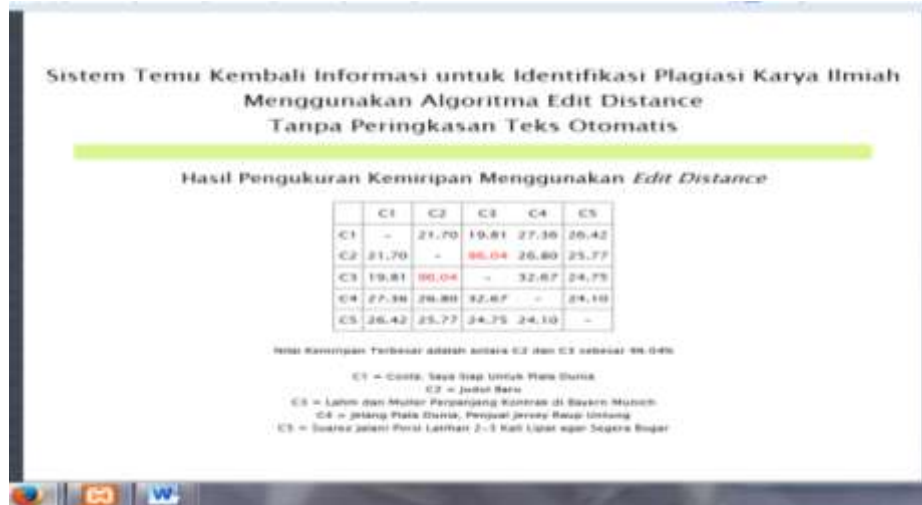 Sistem Temu Kembali Informasi untuk Identifikasi Plagiasi Karya Ilmiah
Menggunakan Algoritma Edit Distance
Tanpa Peringkasan Teks Otomatis
Hasil Pengukuran Kemiripan Menggunakan Edit Distance
C1 C2 C3 C4 C5
C1 - 21.70 19.81 27.36 26.42
C2 21.70 - 96.04 26.80 25.77
C3 19.81 96.04 - 32.67 24.75
C4 27.36 26.80 32.67 - 24.10
C5 26.42 25.77 24.75 24.10 -
Nilai Kemiripan Terbesar adalah antara C2 dan C3 sebesar 96.04%
C1 = Costa: Saya Siap Untuk Piala Dunia
C2 = Judul Baru
C3 = Lahm dan Muller Perpanjang Kontrak di Bayern Munich
C4 = Jelang Piala Dunia, Penjual Jersey Raup Untung
C5 = Suarez Jalani Porsi Latihan 2-3 Kali Lipat agar Segera Bugar